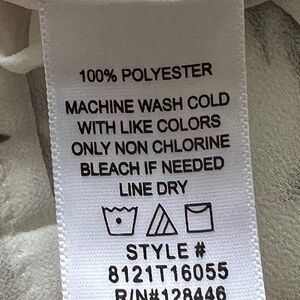 100% POLYESTER
MACHINE WASH COLD
WITH LIKE COLORS
ONLY NON CHLORINE
BLEACH IF NEEDED
LINE DRY
STYLE #
8121T16055
R/N#128446